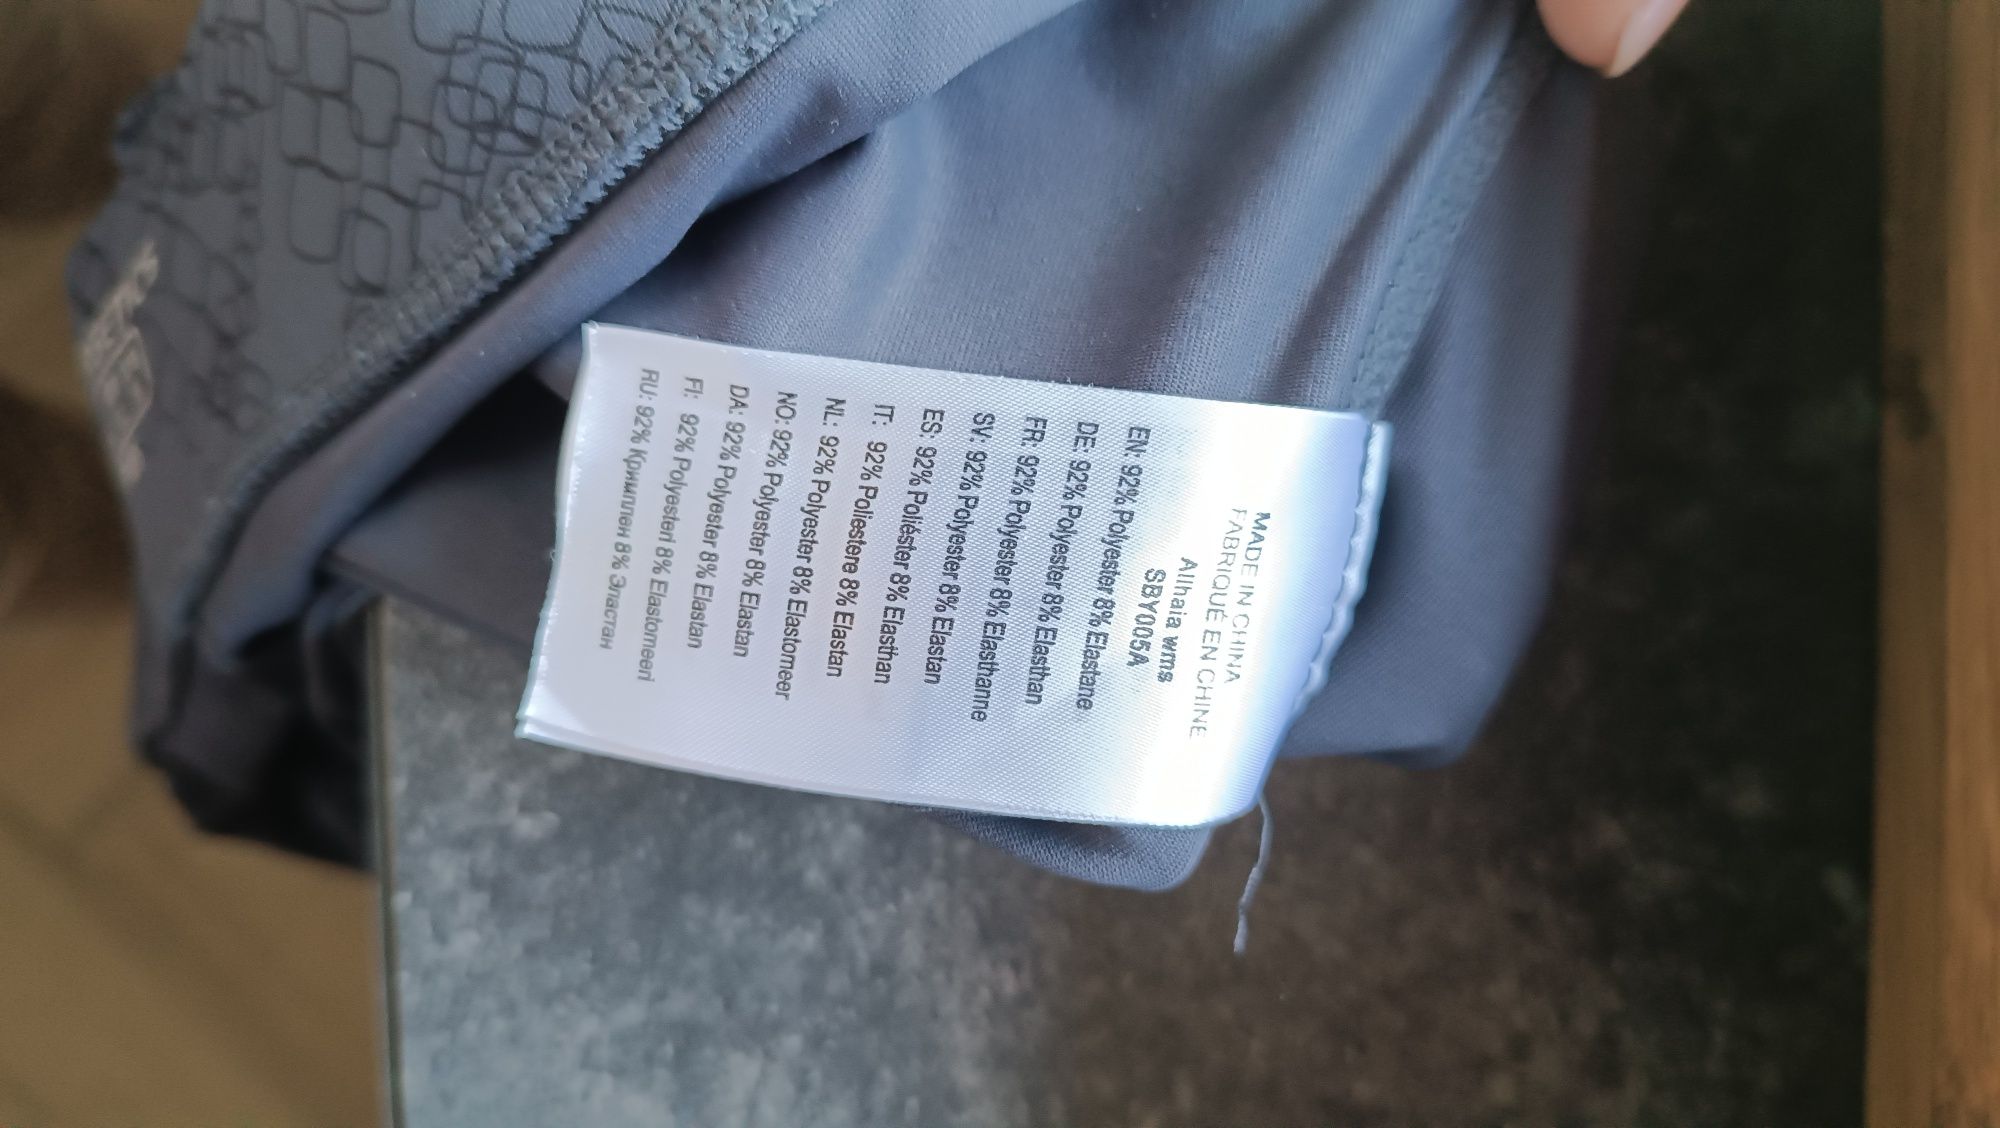 MADE IN CHINA
FABRIQUÉ EN CHINE
Allhaia wms
SBY005A
EN: 92% Polyester 8% Elastane
DE: 92% Polyester 8% Elasthan
FR: 92% Polyester 8% Elasthanne
SV: 92% Polyester 8% Elastan
ES: 92% Poliéster 8% Elasthan
IT: 92% Poliestere 8% Elastan
NL: 92% Polyester 8% Elastomeer
NO: 92% Polyester 8% Elastan
DA: 92% Polyester 8% Elastan
FI: 92% Polyesteri 8% Elastomeeri
RU: 92% Кримплен 8% Эластан